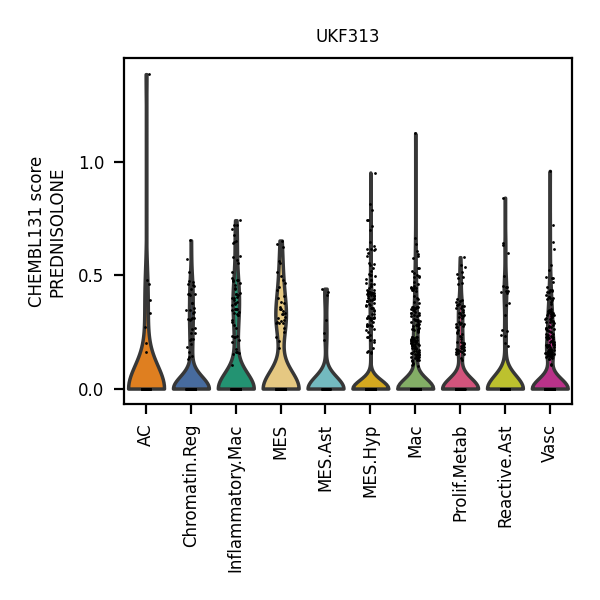 UKF313
CHEMBL131 score
PREDNISOLONE
1.0
0.5
0.0
AC
Chromatin.Reg
Inflammatory.Mac
MES
MES.Ast
MES.Hyp
Mac
Prolif.Metab
Reactive.Ast
Vasc